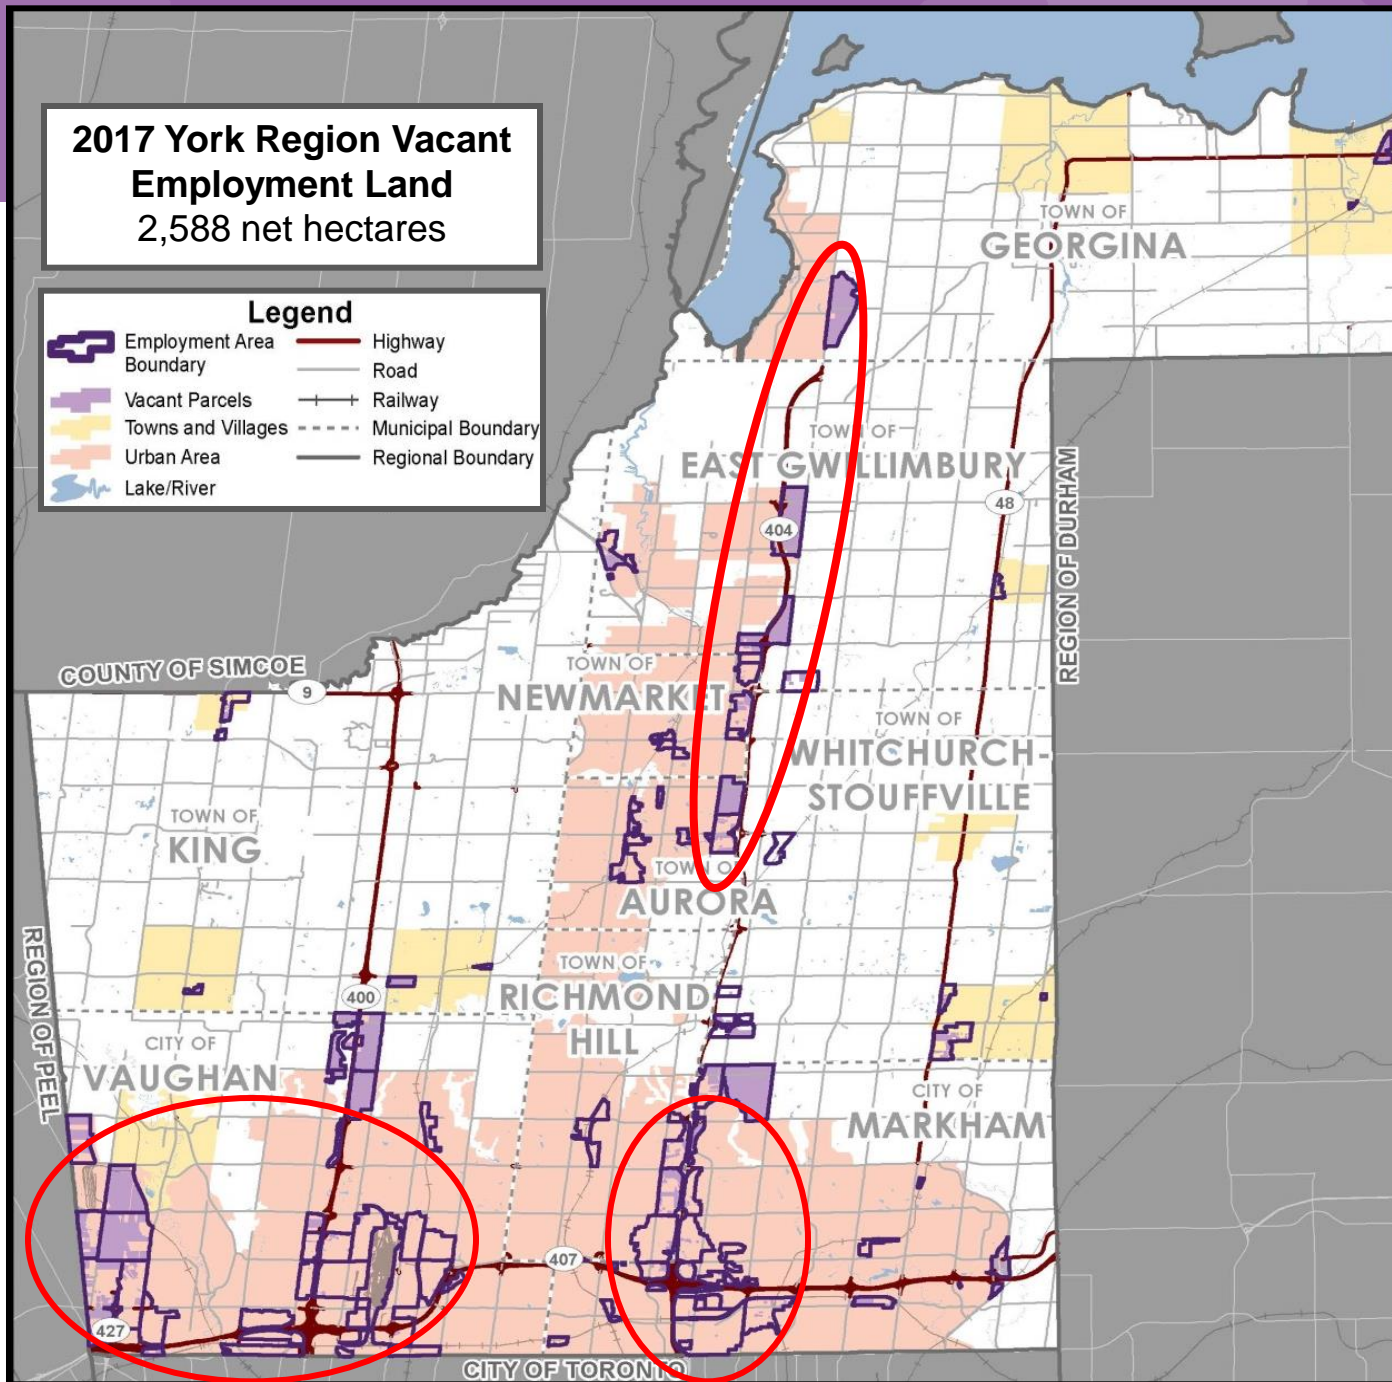 2017 York Region Vacant
Employment Land
2,588 net hectares
Legend
Employment Area
Boundary
Vacant Parcels
Towns and Villages
Urban Area
Lake/River
Highway
Road
Railway
Municipal Boundary
Regional Boundary
TOWN OF
GEORGINA
TOWN OF
EAST GWILLIMBURY
404
48
REGION OF DURHAM
COUNTY OF SIMCOE
9
TOWN OF
NEWMARKET
TOWN OF
WHITCHURCH-
STOUFFVILLE
TOWN OF
KING
TOWN OF
AURORA
REGION OF PEEL
400
TOWN OF
RICHMOND
HILL
CITY OF
VAUGHAN
CITY OF
MARKHAM
407
427
CITY OF TORONTO